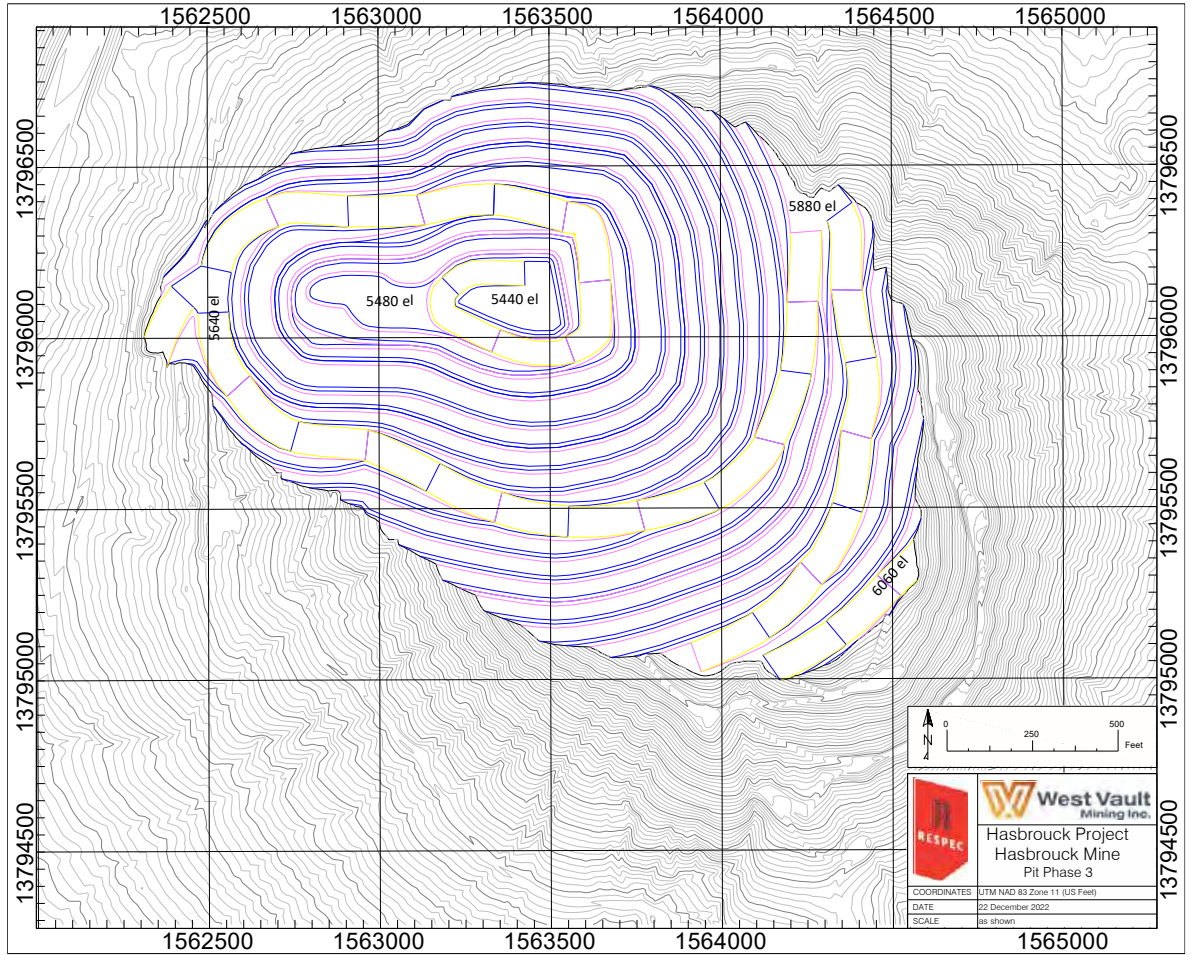 1562500 1563000 1563500 1564000 1564500 1565000
13796500
13796500
5880 el
5480 el
5440 el
5640 el
13796000
13796000
13795500
13795500
6060 el
13795000
13795000
0 500
250
Feet
N
RESPEC
West Vault
Mining Inc.
Hasbrouck Project
Hasbrouck Mine
Pit Phase 3
13794500
13794500
COORDINATES UTM NAD 83 Zone 11 (US Feet)
DATE 22 December 2022
SCALE as shown
1562500 1563000 1563500 1564000 1565000